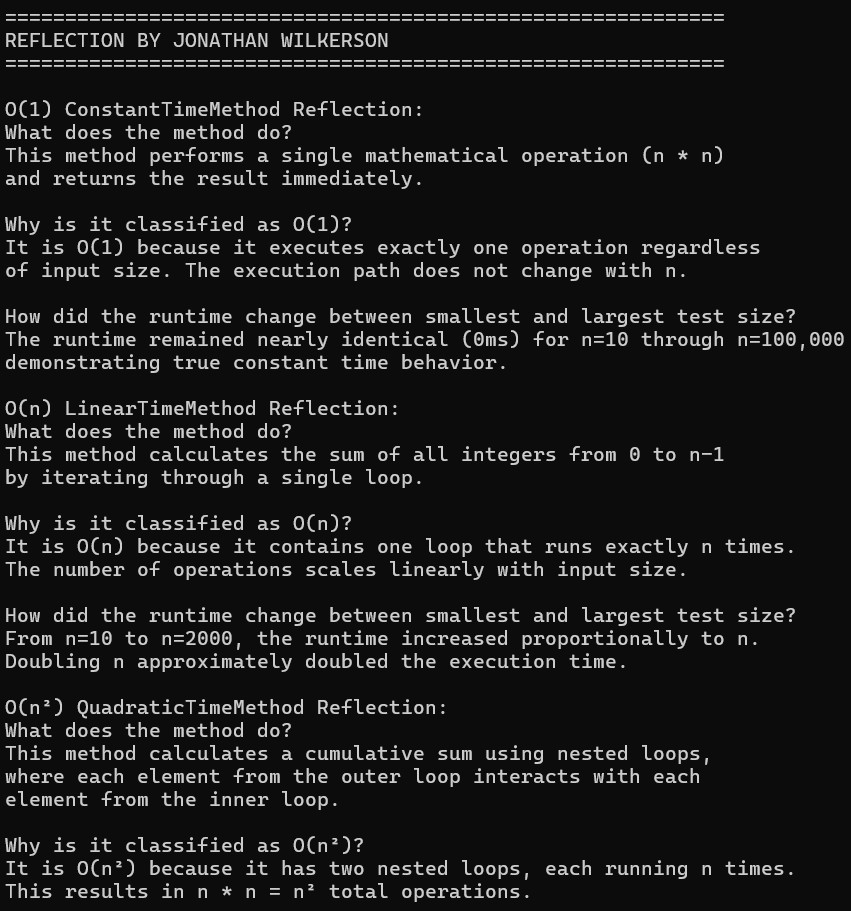 ============================================================
REFLECTION BY JONATHAN WILKERSON
============================================================
O(1) ConstantTimeMethod Reflection:
What does the method do?
This method performs a single mathematical operation (n * n)
and returns the result immediately.
Why is it classified as O(1)?
It is O(1) because it executes exactly one operation regardless
of input size. The execution path does not change with n.
How did the runtime change between smallest and largest test size?
The runtime remained nearly identical (0ms) for n=10 through n=100,000
demonstrating true constant time behavior.
O(n) LinearTimeMethod Reflection:
What does the method do?
This method calculates the sum of all integers from 0 to n-1
by iterating through a single loop.
Why is it classified as O(n)?
It is O(n) because it contains one loop that runs exactly n times.
The number of operations scales linearly with input size.
How did the runtime change between smallest and largest test size?
From n=10 to n=2000, the runtime increased proportionally to n.
Doubling n approximately doubled the execution time.
O(n²) QuadraticTimeMethod Reflection:
What does the method do?
This method calculates a cumulative sum using nested loops,
where each element from the outer loop interacts with each
element from the inner loop.
Why is it classified as O(n²)?
It is O(n²) because it has two nested loops, each running n times.
This results in n * n = n² total operations.